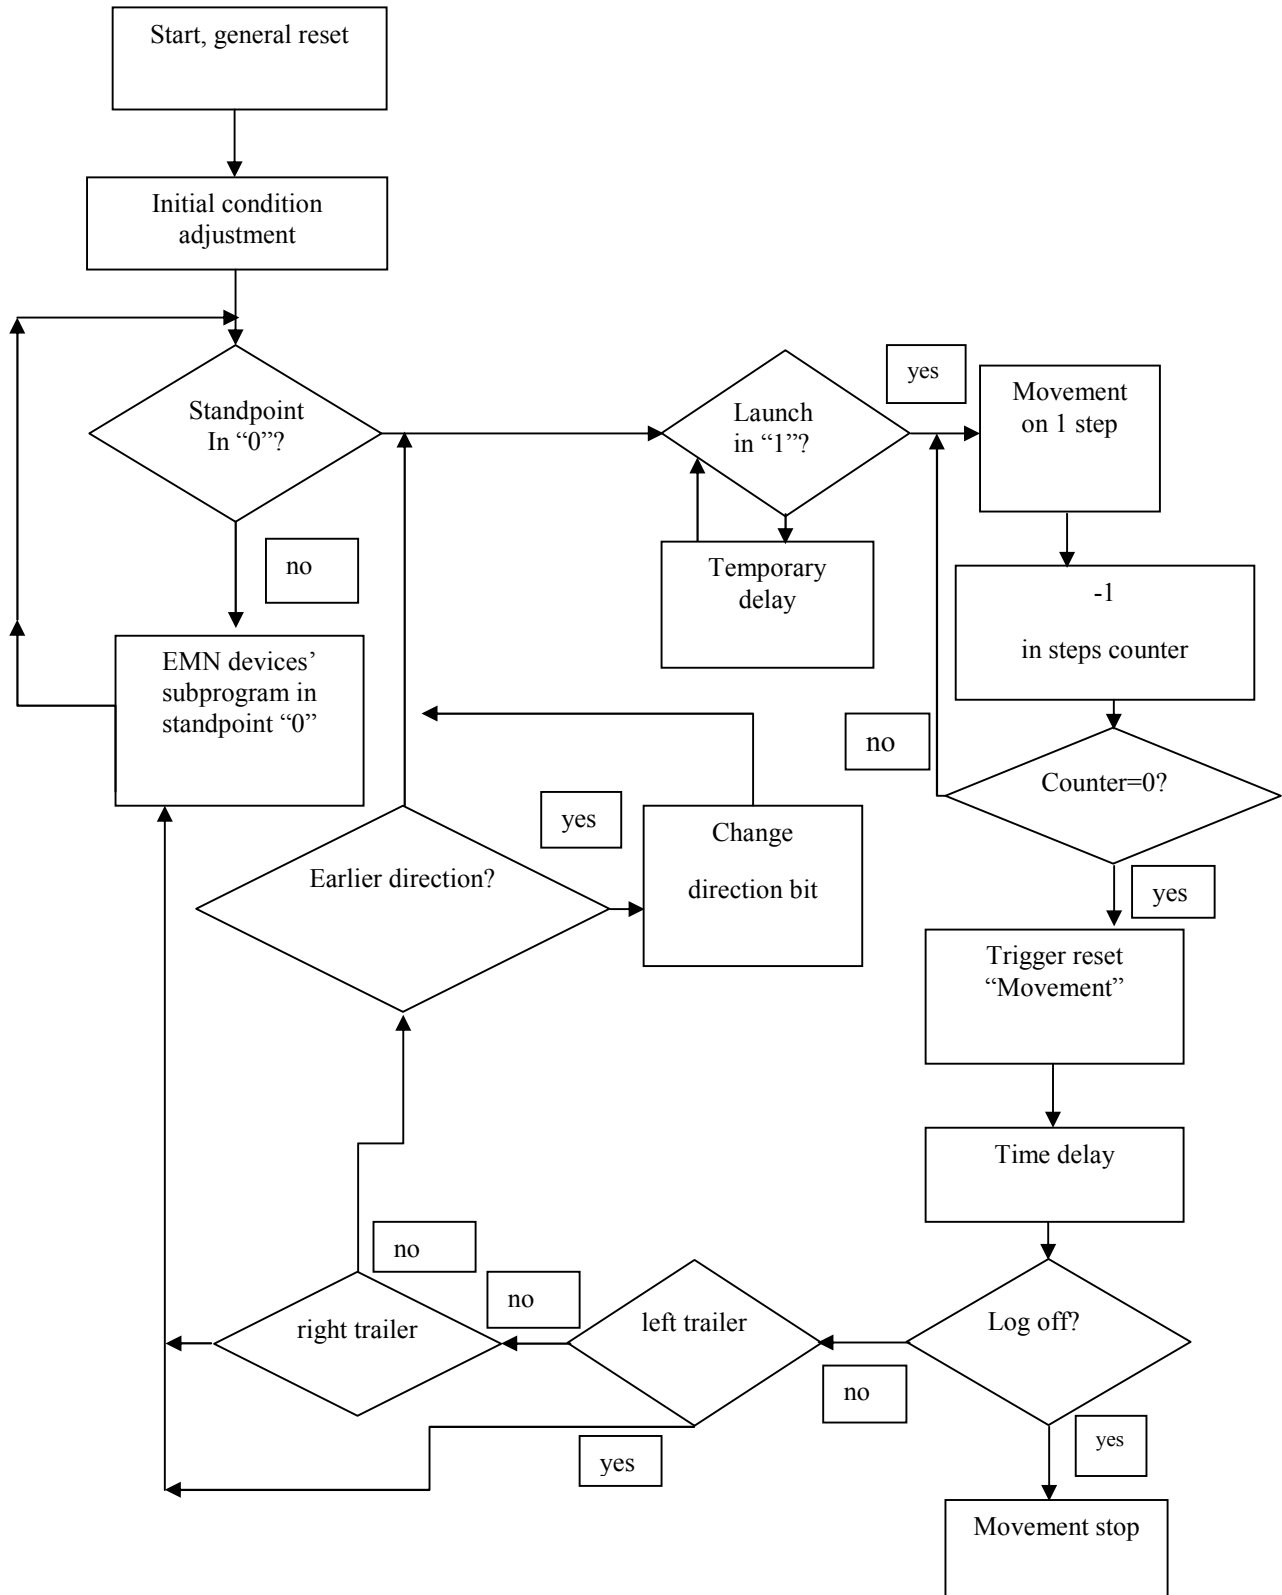 Start, general reset
Initial condition
adjustment
Standpoint
In “0”?
Launch
in “1”?
yes
Movement
on 1 step
no
Temporary
delay
-1
in steps counter
EMN devices’
subprogram in
standpoint “0”
no
Counter=0?
yes
Change
direction bit
Earlier direction?
yes
Trigger reset
“Movement”
Time delay
no
no
right trailer
left trailer
Log off?
no
yes
yes
Movement stop